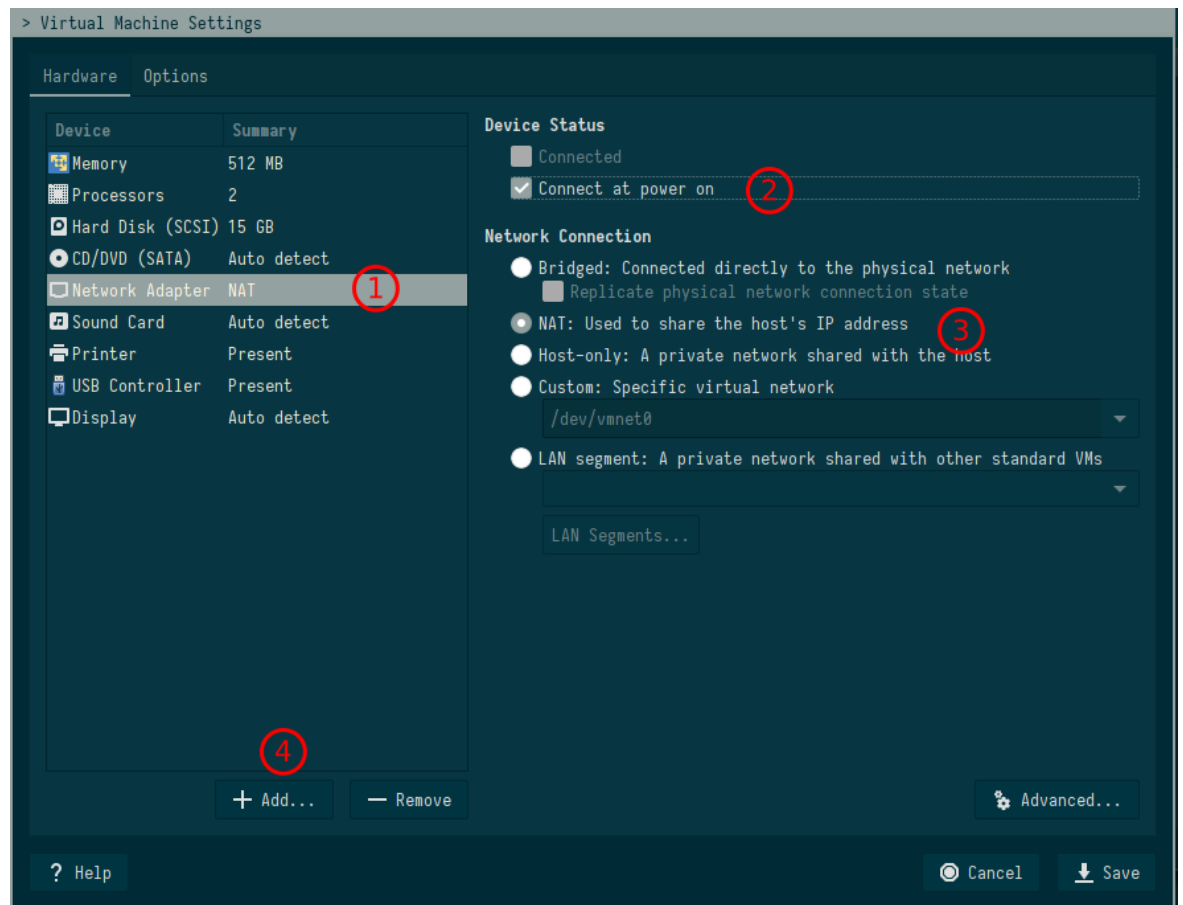 > Virtual Machine Settings
Hardware Options
Device Summary
Memory 512 MB
Processors 2
Hard Disk (SCSI) 15 GB
CD/DVD (SATA) Auto detect
Network Adapter NAT 1
Sound Card Auto detect
Printer Present
USB Controller Present
Display Auto detect
4
+ Add... — Remove
Device Status
Connected
Connect at power on 2
Network Connection
Bridged: Connected directly to the physical network
Replicate physical network connection state
NAT: Used to share the host's IP address 3
Host-only: A private network shared with the host
Custom: Specific virtual network
/dev/vmnet0
LAN segment: A private network shared with other standard VMs
LAN Segments...
Advanced...
? Help Cancel Save